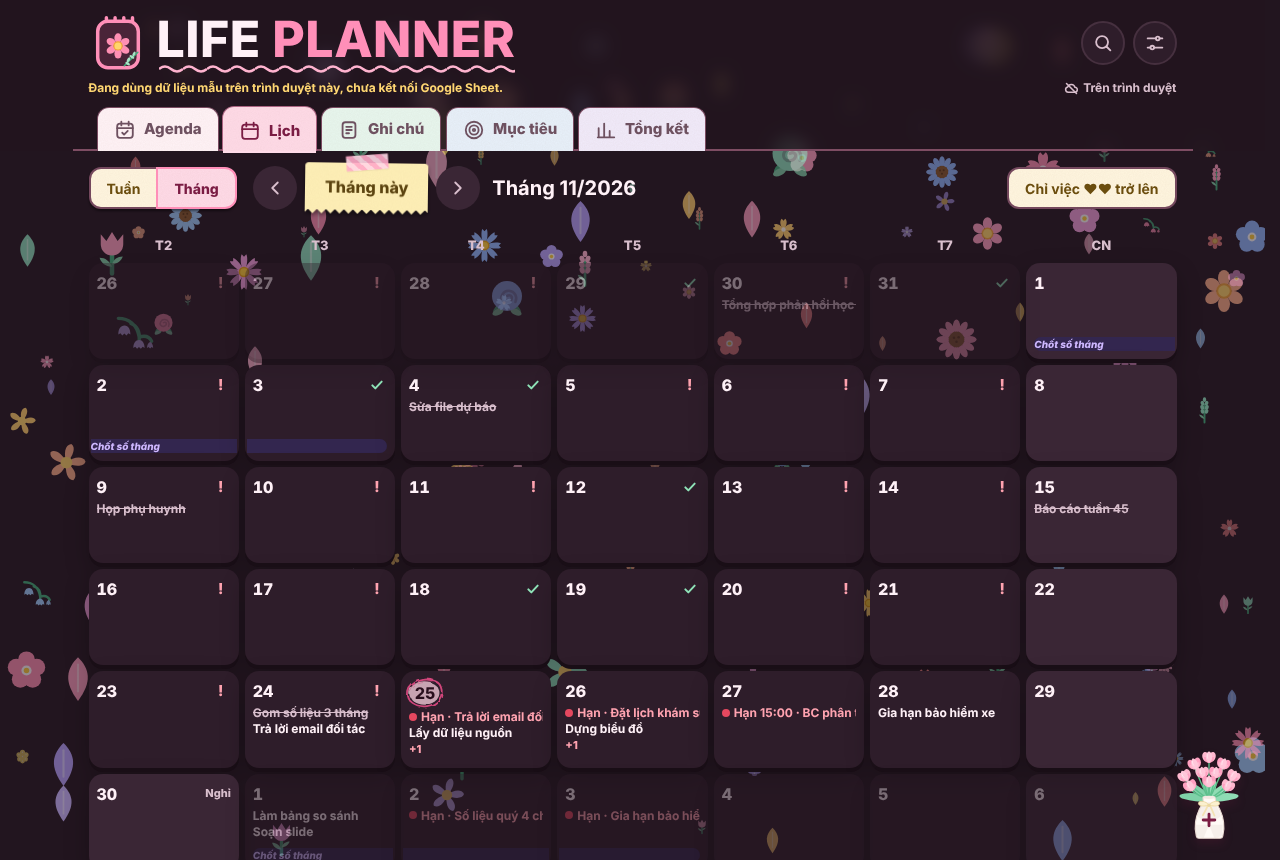 LIFE PLANNER
Đang dùng dữ liệu mẫu trên trình duyệt này, chưa kết nối Google Sheet.
Trên trình duyệt
Agenda
Lịch
Ghi chú
Mục tiêu
Tổng kết
Tuần
Tháng
Tháng này
Tháng 11/2026
Chỉ việc ♥♥ trở lên
T2 T3 T4 T5 T6 T7 CN
26 ! 27 ! 28 ! 29 ✓ 30 ! 31 ✓ 1
Tổng hợp phản hồi học
Chốt sổ tháng
2 ! 3 ✓ 4 ✓ 5 ! 6 ! 7 ! 8
Sửa file dự báo
Chốt sổ tháng
9 ! 10 ! 11 ! 12 ✓ 13 ! 14 ! 15
Họp phụ huynh
Báo cáo tuần 45
16 ! 17 ! 18 ✓ 19 ✓ 20 ! 21 ! 22
23 ! 24 ! 25 26 27 28 29
Gom số liệu 3 tháng
Trả lời email đối tác
Hạn · Trả lời email đối
Lấy dữ liệu nguồn
+1
Hạn · Đặt lịch khám s
Dựng biểu đồ
+1
Hạn 15:00 · BC phân t
Gia hạn bảo hiểm xe
30 Nghỉ 1 2 3 4 5 6
Làm bảng so sánh
Soạn slide
Chốt sổ tháng
Hạn · Số liệu quý 4 ch
Hạn · Gia hạn bảo hiể